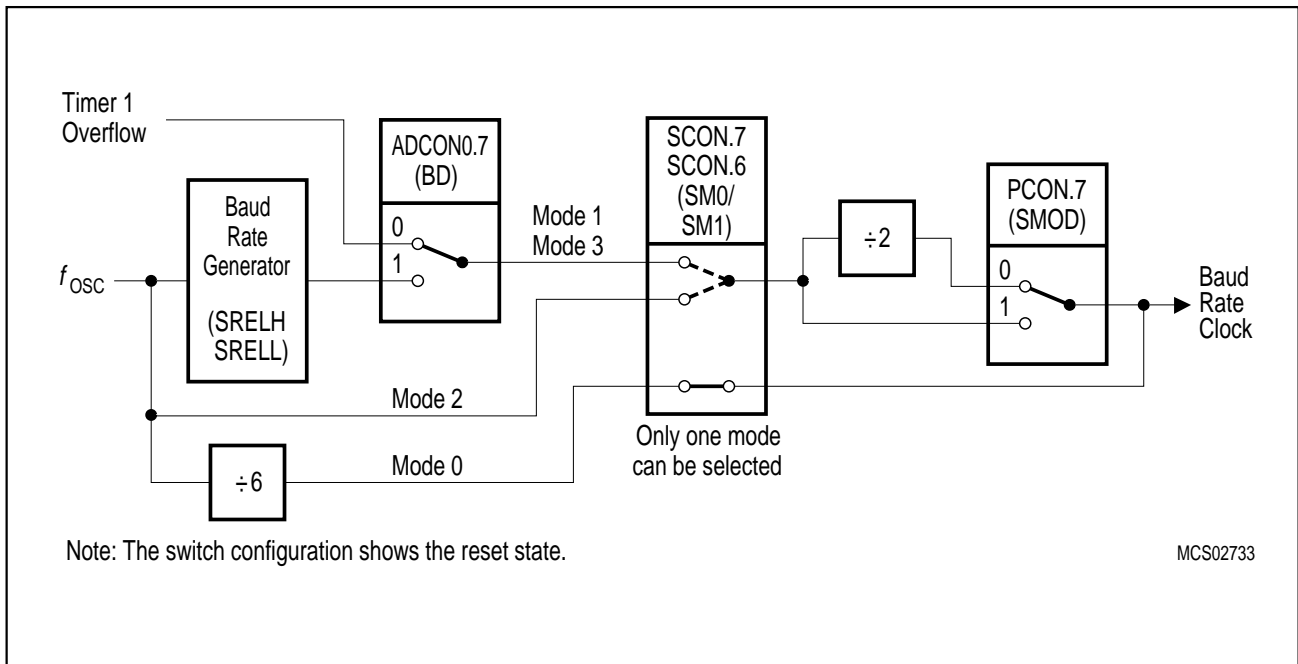 Timer 1
Overflow
ADCON0.7
(BD)
0
1
Baud
Rate
Generator
(SRELH
SRELL)
fOSC
Mode 1
Mode 3
SCON.7
SCON.6
(SM0/
SM1)
÷2
PCON.7
(SMOD)
0
1
Baud
Rate
Clock
Mode 2
Only one mode
can be selected
÷6
Mode 0
Note: The switch configuration shows the reset state.
MCS02733